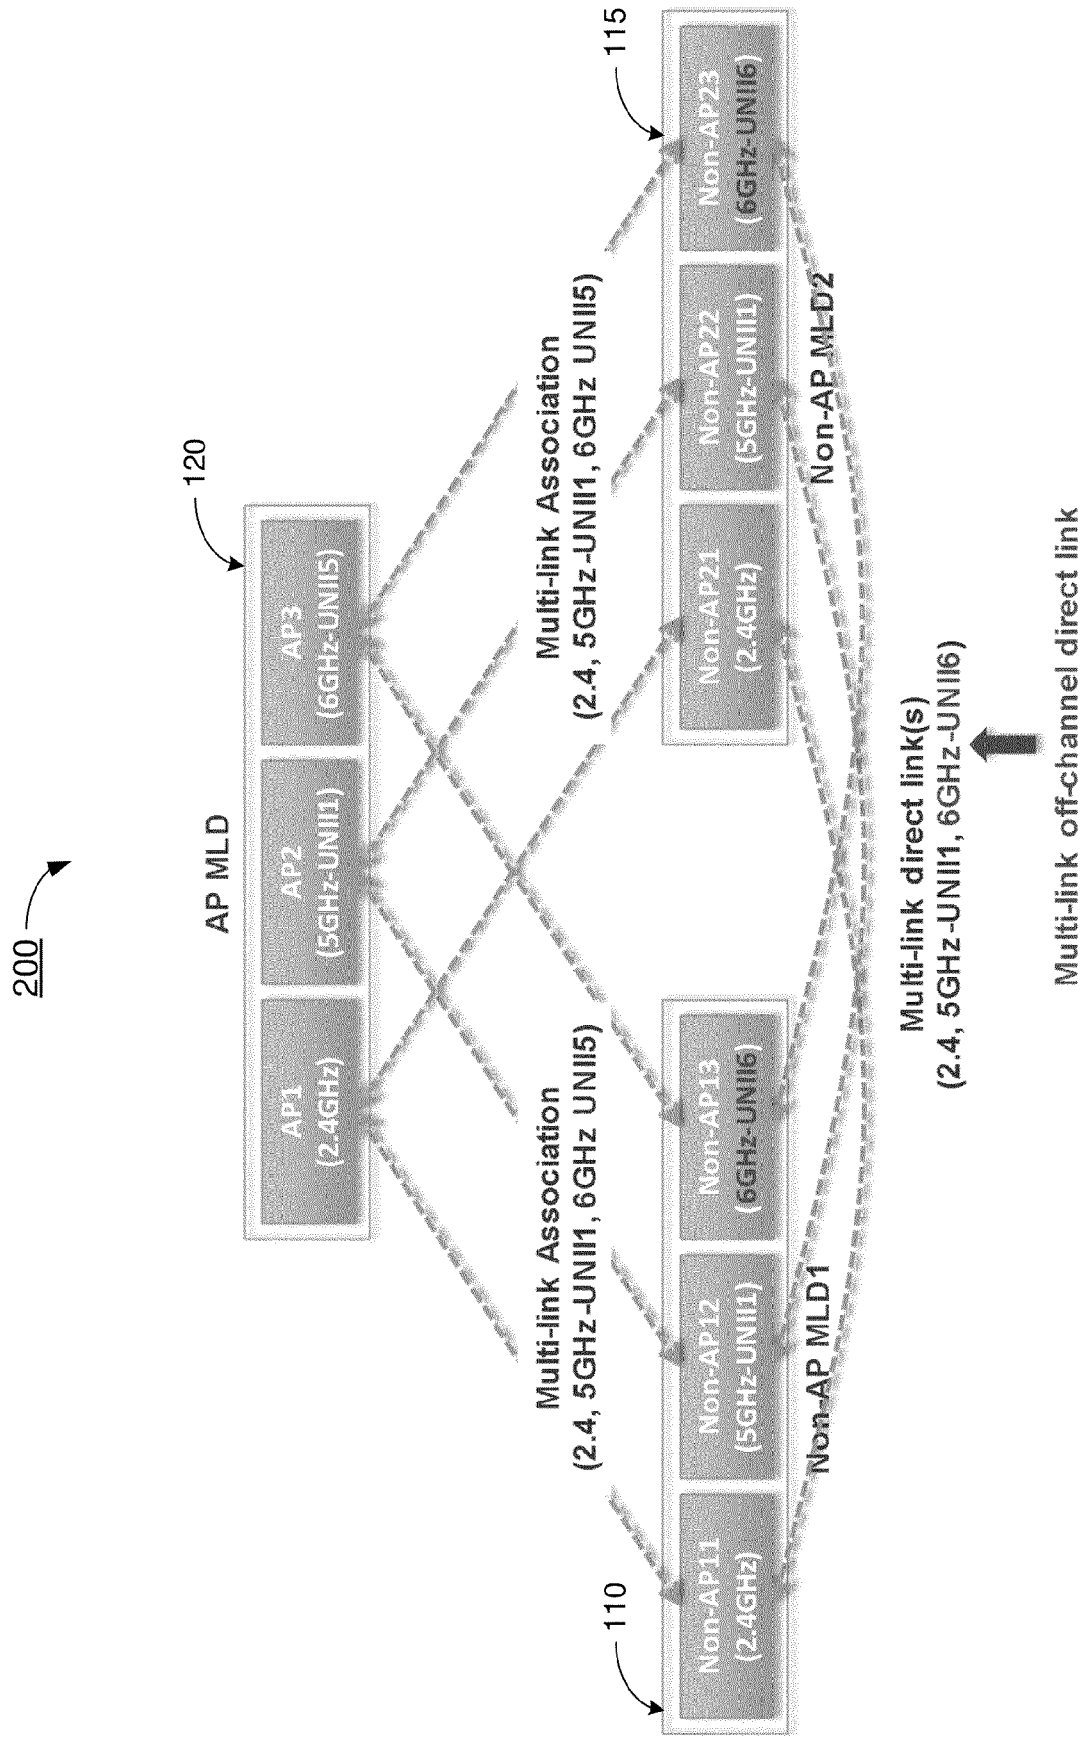 200
AP MLD
120
AP1
(2.4GHz)
AP2
(5GHz-UNII1)
AP3
(6GHz-UNII5)
Multi-link Association
(2.4, 5GHz-UNII1, 6GHz UNII5)
Multi-link Association
(2.4, 5GHz-UNII1, 6GHz UNII5)
110
115
Non-AP11
(2.4GHz)
Non-AP12
(5GHz-UNII1)
Non-AP13
(6GHz-UNII6)
Non-AP21
(2.4GHz)
Non-AP22
(5GHz-UNII1)
Non-AP23
(6GHz-UNII6)
Non-AP MLD1
Non-AP MLD2
Multi-link direct link(s)
(2.4, 5GHz-UNII1, 6GHz-UNII6)
Multi-link off-channel direct link